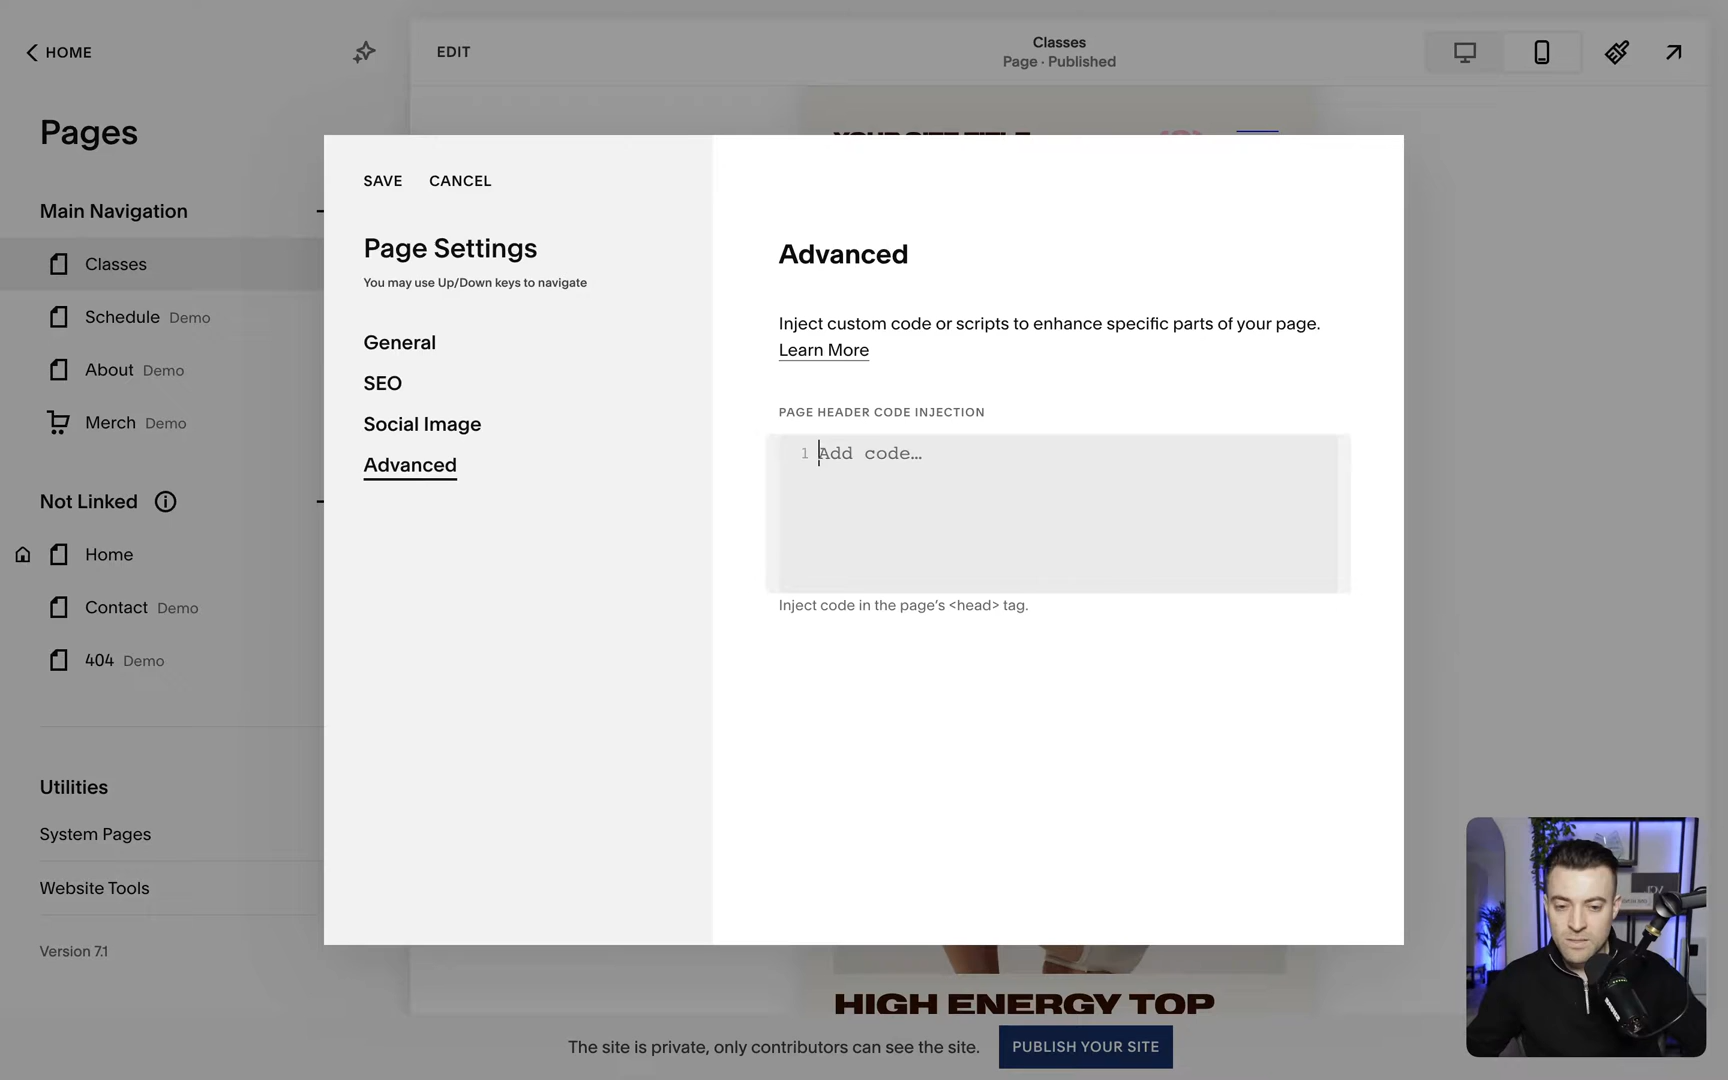 HOME
EDIT
Classes
Page · Published
Pages
Main Navigation
Classes
Schedule Demo
About Demo
Merch Demo
Not Linked
Home
Contact Demo
404 Demo
Utilities
System Pages
Website Tools
Version 7.1
YOUR SITE TITLE
SAVE CANCEL
Page Settings
You may use Up/Down keys to navigate
General
SEO
Social Image
Advanced
Advanced
Inject custom code or scripts to enhance specific parts of your page.
Learn More
PAGE HEADER CODE INJECTION
1 Add code…
Inject code in the page’s <head> tag.
HIGH ENERGY TOP
The site is private, only contributors can see the site.
PUBLISH YOUR SITE